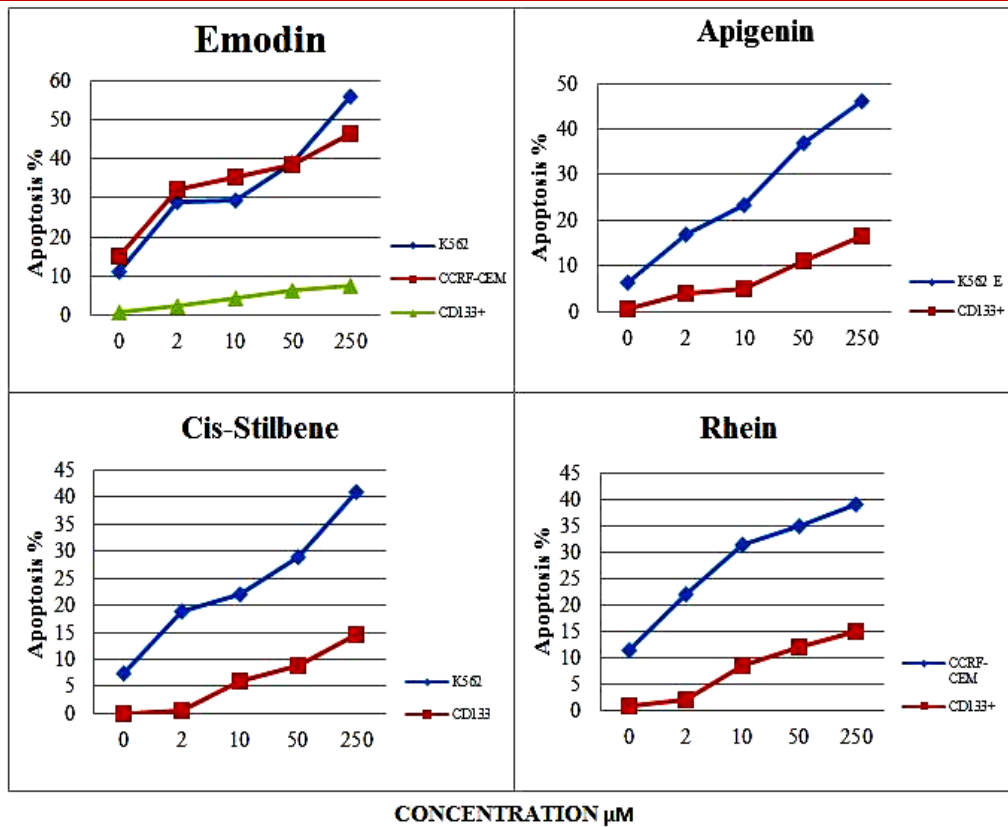 Emodin
60
50
40
30
20
10
0
Apoptosis %
0 2 10 50 250
K562
CCRF-CEM
CD133+
Apigenin
50
40
30
20
10
0
Apoptosis %
0 2 10 50 250
K562 E
CD133+
Cis-Stilbene
45
40
35
30
25
20
15
10
5
0
Apoptosis %
0 2 10 50 250
K562
CD133
Rhein
45
40
35
30
25
20
15
10
5
0
Apoptosis %
0 2 10 50 250
CCRF-
CEM
CD133+
CONCENTRATION µM